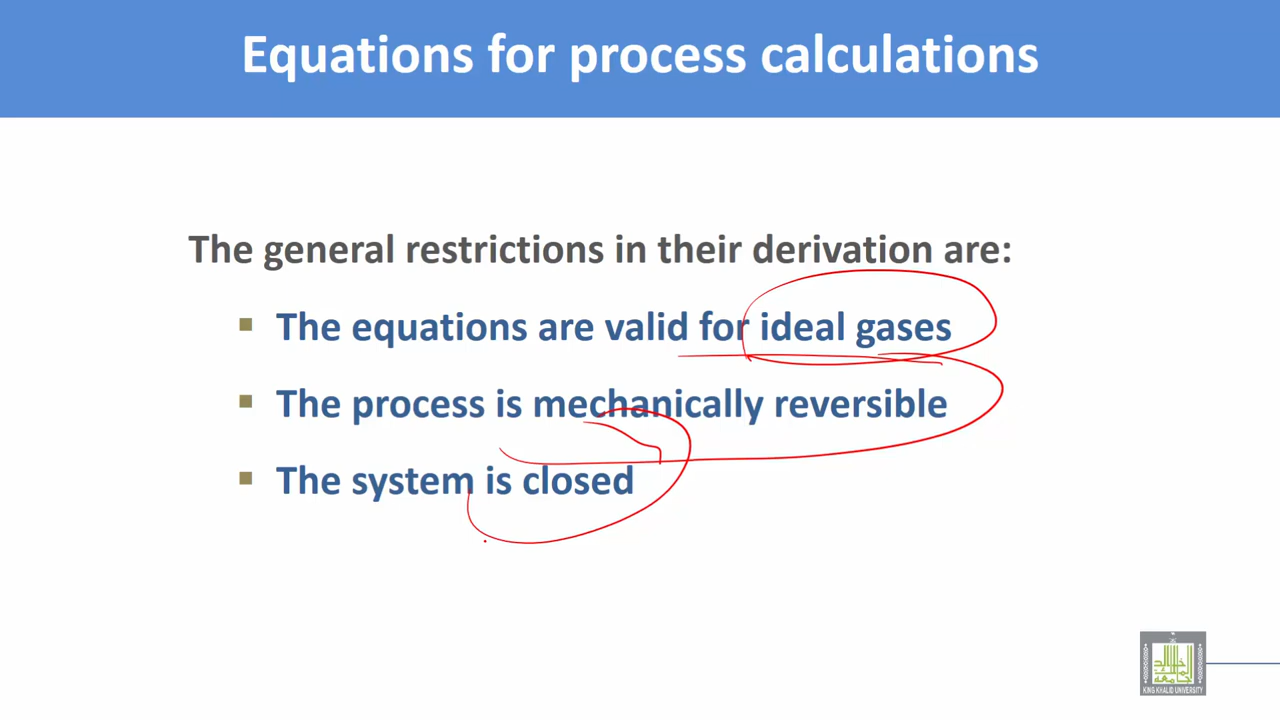 Equations for process calculations
The general restrictions in their derivation are:
▪ The equations are valid for ideal gases
▪ The process is mechanically reversible
▪ The system is closed
KING KHALID UNIVERSITY